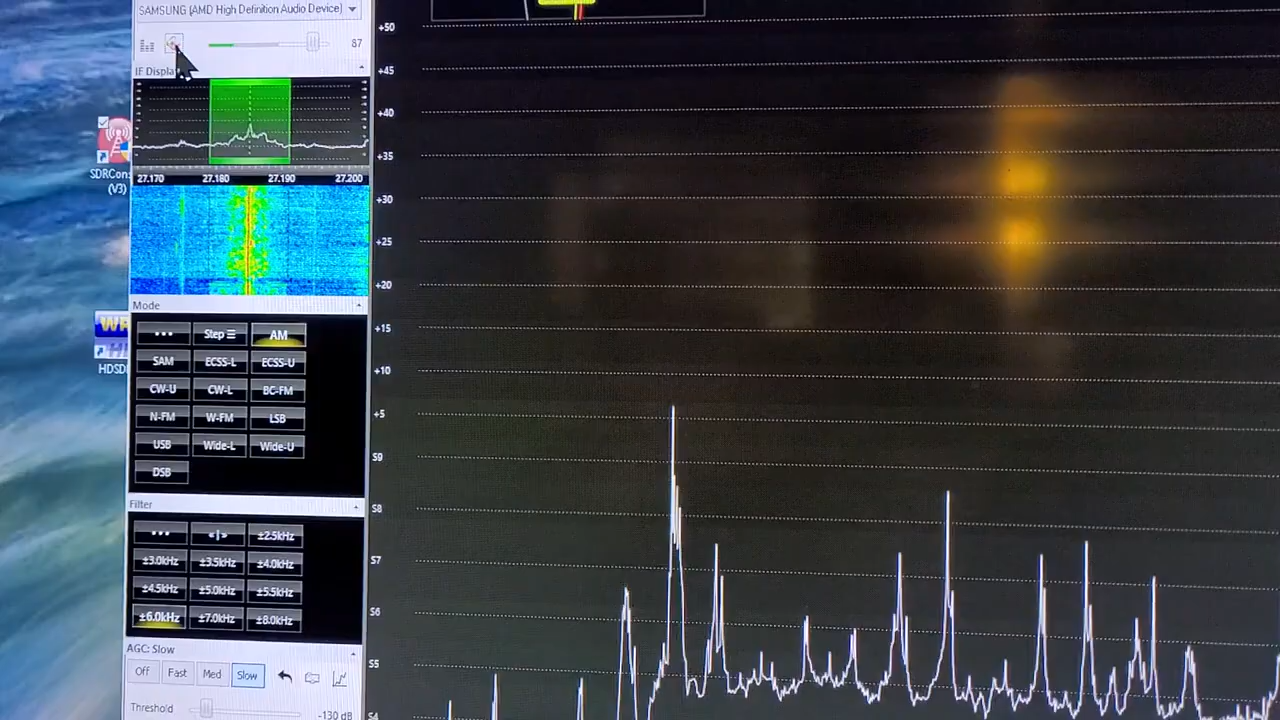 SAMSUNG (AMD High Definition Audio Device)
87
IF Display
27.170 27.180 27.190 27.200
SDRCon
(V3)
HDSD
Mode
... Step AM
SAM ECSS-L ECSS-U
CW-U CW-L BC-FM
N-FM W-FM LSB
USB Wide-L Wide-U
DSB
Filter
... ±2.5kHz
±3.0kHz ±3.5kHz ±4.0kHz
±4.5kHz ±5.0kHz ±5.5kHz
±6.0kHz ±7.0kHz ±8.0kHz
AGC: Slow
Off Fast Med Slow
Threshold -130 dB
+50
+45
+40
+35
+30
+25
+20
+15
+10
+5
S9
S8
S7
S6
S5
S4